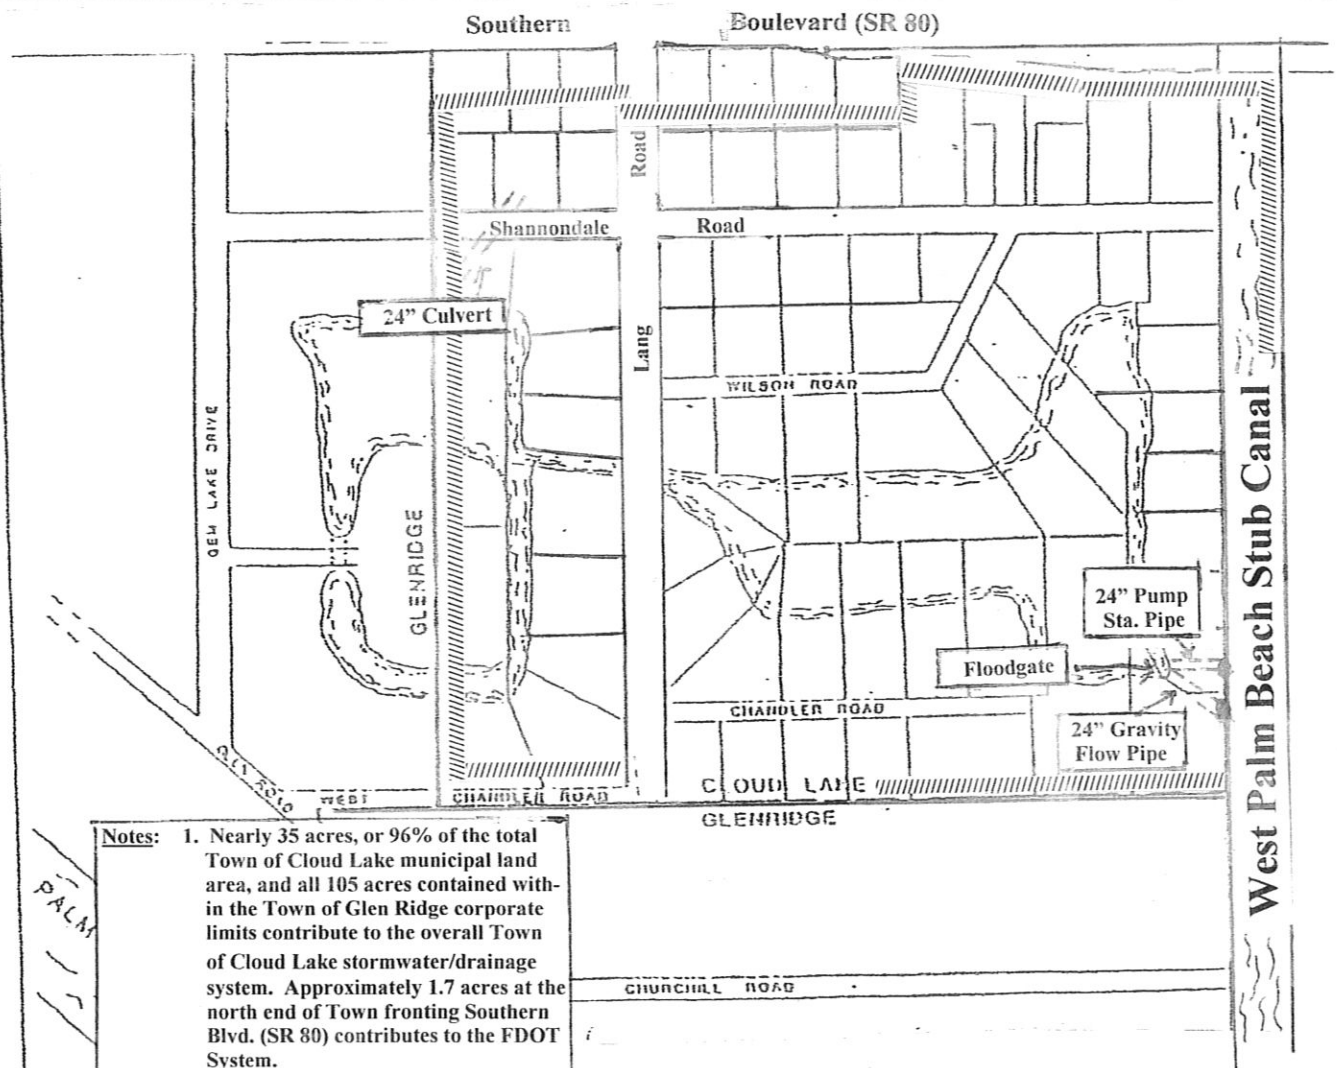 Southern Boulevard (SR 80)
Road
Shannondale Road
24” Culvert
Lang
WILSON ROAD
GEM LAKE DRIVE
GLENRIDGE
West Palm Beach Stub Canal
24” Pump
Sta. Pipe
Floodgate
CHANDLER ROAD
24” Gravity
Flow Pipe
WEST CHANDLER ROAD
CLOUD LAKE
GLENRIDGE
PALM
CHURCHILL ROAD
Notes: 1. Nearly 35 acres, or 96% of the total
Town of Cloud Lake municipal land
area, and all 105 acres contained with-
in the Town of Glen Ridge corporate
limits contribute to the overall Town
of Cloud Lake stormwater/drainage
system. Approximately 1.7 acres at the
north end of Town fronting Southern
Blvd. (SR 80) contributes to the FDOT
System.